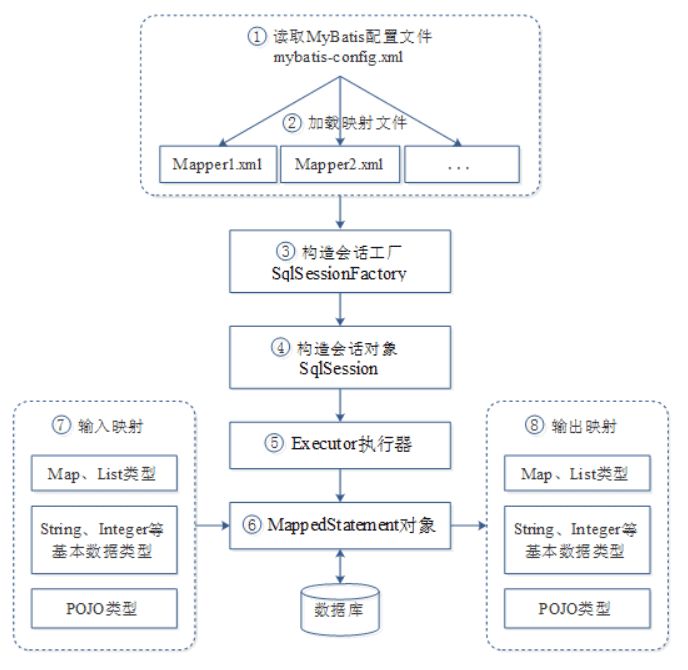 ① 读取MyBatis配置文件
mybatis-config.xml
② 加载映射文件
Mapper1.xml
Mapper2.xml
...
③ 构造会话工厂
SqlSessionFactory
④ 构造会话对象
SqlSession
⑤ Executor执行器
⑥ MappedStatement对象
数据库
⑦ 输入映射
Map、List类型
String、Integer等
基本数据类型
POJO类型
⑧ 输出映射
Map、List类型
String、Integer等
基本数据类型
POJO类型